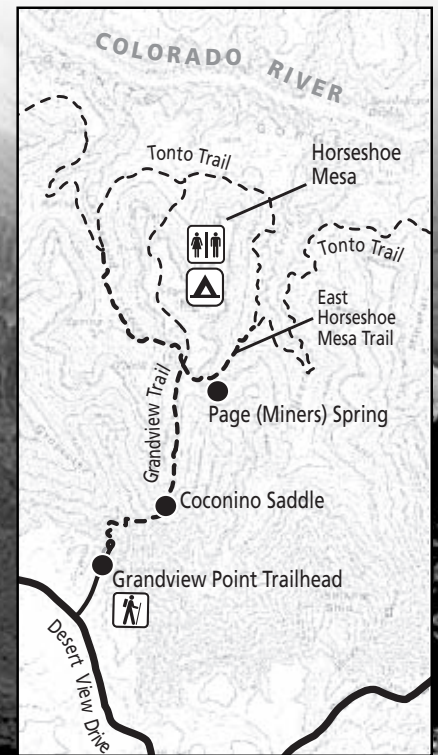 COLORADO RIVER
Tonto Trail
Horseshoe
Mesa
Tonto Trail
East
Horseshoe
Mesa Trail
Grandview Trail
Page (Miners) Spring
Coconino Saddle
Grandview Point Trailhead
Desert View Drive